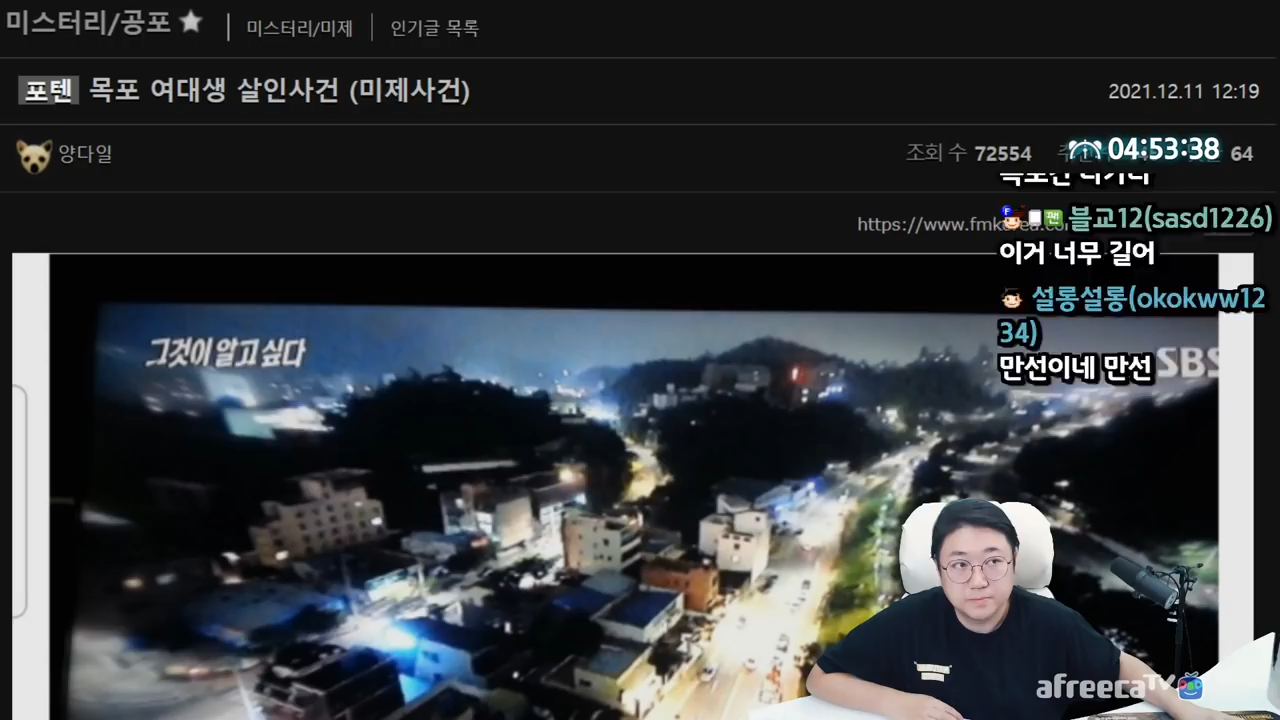 미스터리/공포 ★ | 미스터리/미제 | 인기글 목록
포텐 목포 여대생 살인사건 (미제사건)
2021.12.11 12:19
양다일
조회 수 72554
64
04:53:38
블교12(sasd1226)
https://www.fmkorea.com
이거 너무 길어
설롱설롱(okokww12
34)
만선이네 만선
그것이 알고 싶다
SBS
afreecaTV